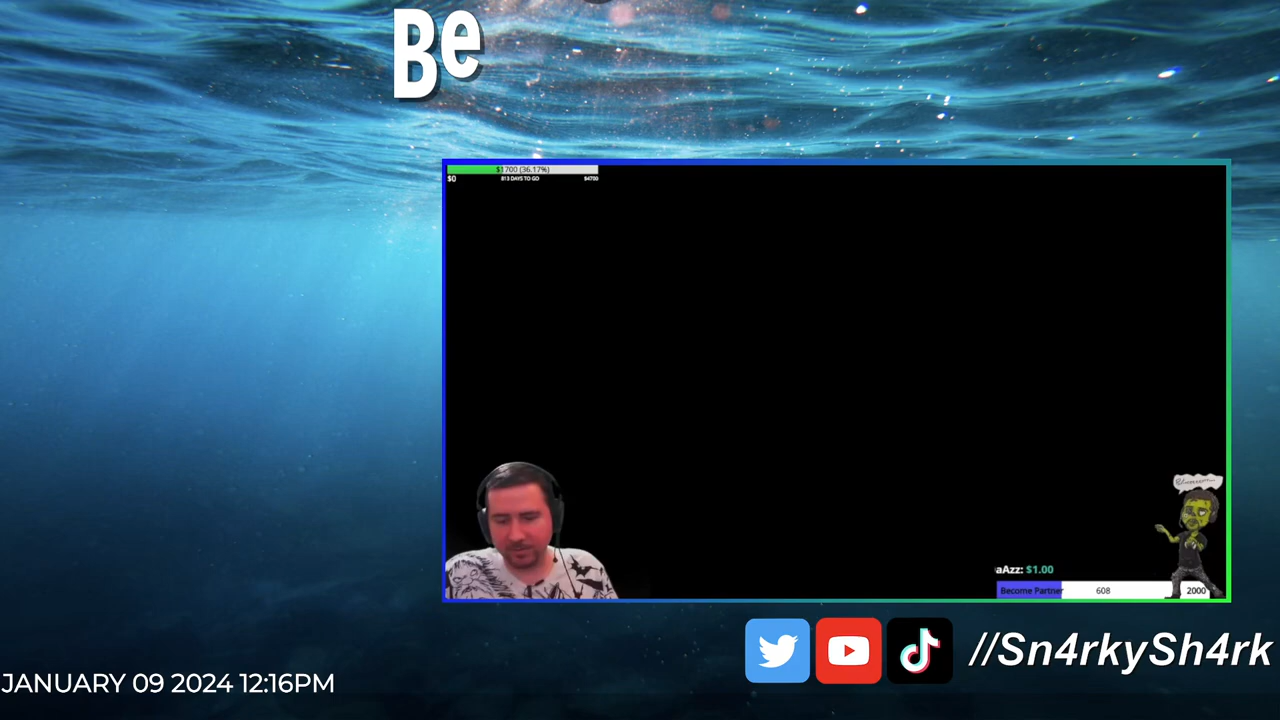 Be
$1700 (36.17%)
$0 813 DAYS TO GO $4700
aAzz: $1.00
Become Partner 608 2000
//Sn4rkySh4rk
JANUARY 09 2024 12:16PM